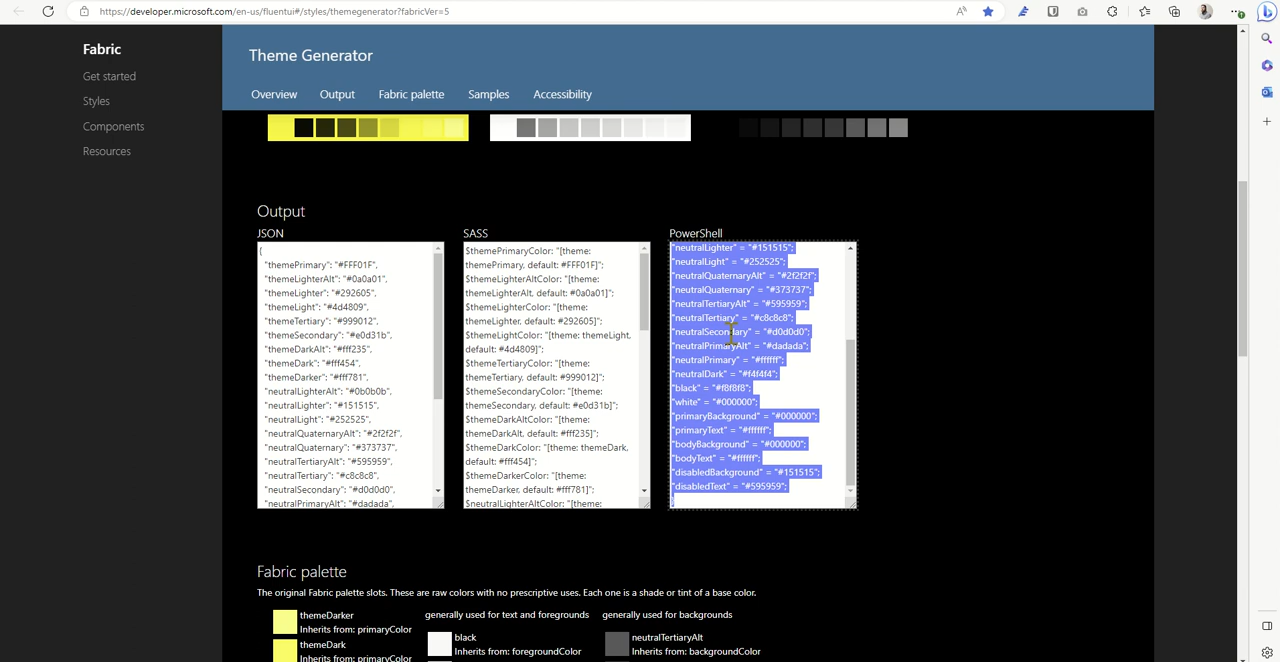 https://developer.microsoft.com/en-us/fluentui#/styles/themegenerator?fabricVer=5
Fabric
Get started
Styles
Components
Resources
Theme Generator
Overview
Output
Fabric palette
Samples
Accessibility
Output
JSON
{
"themePrimary": "#FFF01F",
"themeLighterAlt": "#0a0a01",
"themeLighter": "#292605",
"themeLight": "#4d4809",
"themeTertiary": "#999012",
"themeSecondary": "#e0d31b",
"themeDarkAlt": "#fff235",
"themeDark": "#fff454",
"themeDarker": "#fff781",
"neutralLighterAlt": "#0b0b0b",
"neutralLighter": "#151515",
"neutralLight": "#252525",
"neutralQuaternaryAlt": "#2f2f2f",
"neutralQuaternary": "#373737",
"neutralTertiaryAlt": "#595959",
"neutralTertiary": "#c8c8c8",
"neutralSecondary": "#d0d0d0",
"neutralPrimaryAlt": "#dadada",
SASS
$themePrimaryColor: "[theme:
themePrimary, default: #FFF01F]";
$themeLighterAltColor: "[theme:
themeLighterAlt, default: #0a0a01]";
$themeLighterColor: "[theme:
themeLighter, default: #292605]";
$themeLightColor: "[theme: themeLight,
default: #4d4809]";
$themeTertiaryColor: "[theme:
themeTertiary, default: #999012]";
$themeSecondaryColor: "[theme:
themeSecondary, default: #e0d31b]";
$themeDarkAltColor: "[theme:
themeDarkAlt, default: #fff235]";
$themeDarkColor: "[theme: themeDark,
default: #fff454]";
$themeDarkerColor: "[theme:
themeDarker, default: #fff781]";
$neutralLighterAltColor: "[theme:
PowerShell
"neutralLighter" = "#151515";
"neutralLight" = "#252525";
"neutralQuaternaryAlt" = "#2f2f2f";
"neutralQuaternary" = "#373737";
"neutralTertiaryAlt" = "#595959";
"neutralTertiary" = "#c8c8c8";
"neutralSecondary" = "#d0d0d0";
"neutralPrimaryAlt" = "#dadada";
"neutralPrimary" = "#ffffff";
"neutralDark" = "#f4f4f4";
"black" = "#f8f8f8";
"white" = "#000000";
"primaryBackground" = "#000000";
"primaryText" = "#ffffff";
"bodyBackground" = "#000000";
"bodyText" = "#ffffff";
"disabledBackground" = "#151515";
"disabledText" = "#595959";
}
Fabric palette
The original Fabric palette slots. These are raw colors with no prescriptive uses. Each one is a shade or tint of a base color.
themeDarker
Inherits from: primaryColor
themeDark
Inherits from: primaryColor
generally used for text and foregrounds
black
Inherits from: foregroundColor
generally used for backgrounds
neutralTertiaryAlt
Inherits from: backgroundColor